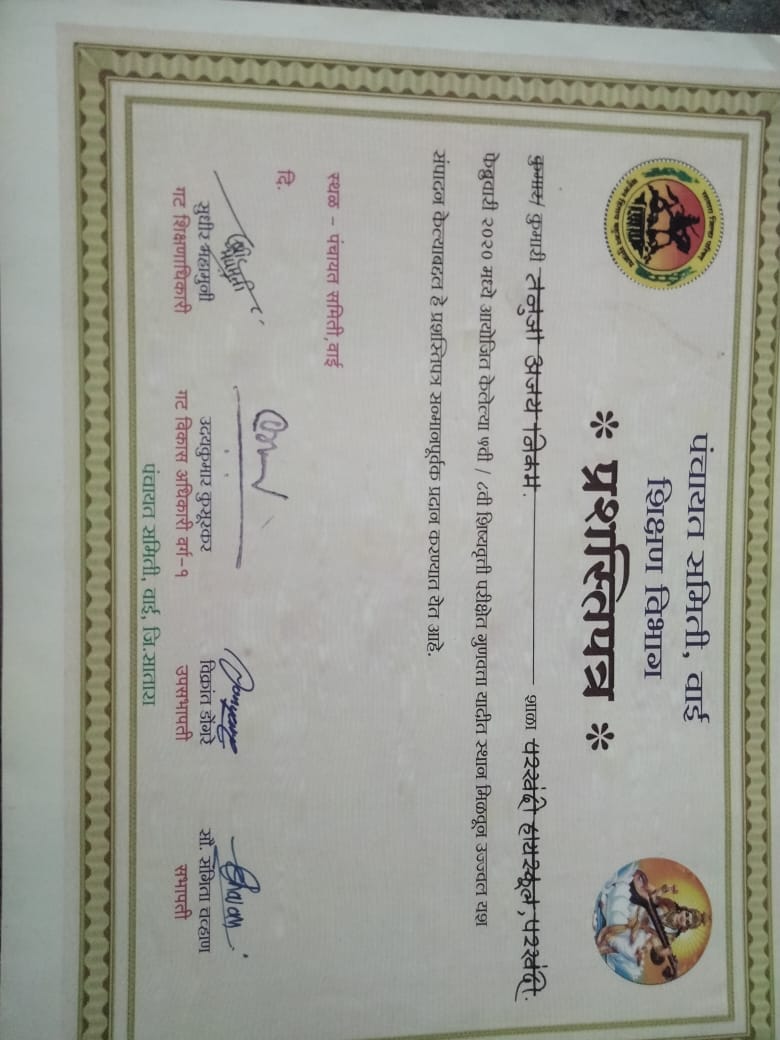 पंचायत समिती, वाई
शिक्षण विभाग
* प्रशस्तिपत्र *
कुमार/ कुमारी तनुजा अजय निकम. शाळा परखंदी हायस्कूल, परखंदी.
फेब्रुवारी २०२० मध्ये आयोजित केलेल्या ५वी / ८वी शिष्यवृत्ती परीक्षेत गुणवत्ता यादीत स्थान मिळवून उज्ज्वल यश
संपादन केल्याबद्दल हे प्रशस्तिपत्र सन्मानपूर्वक प्रदान करण्यात येत आहे.
स्थळ - पंचायत समिती,वाई
दि.
सुधीर महामुनी उदयकुमार कुसूरकर विक्रांत डोंगरे सौ. संगिता चव्हाण
गट शिक्षणाधिकारी गट विकास अधिकारी वर्ग-१ उपसभापती सभापती
पंचायत समिती, वाई, जि.सातारा